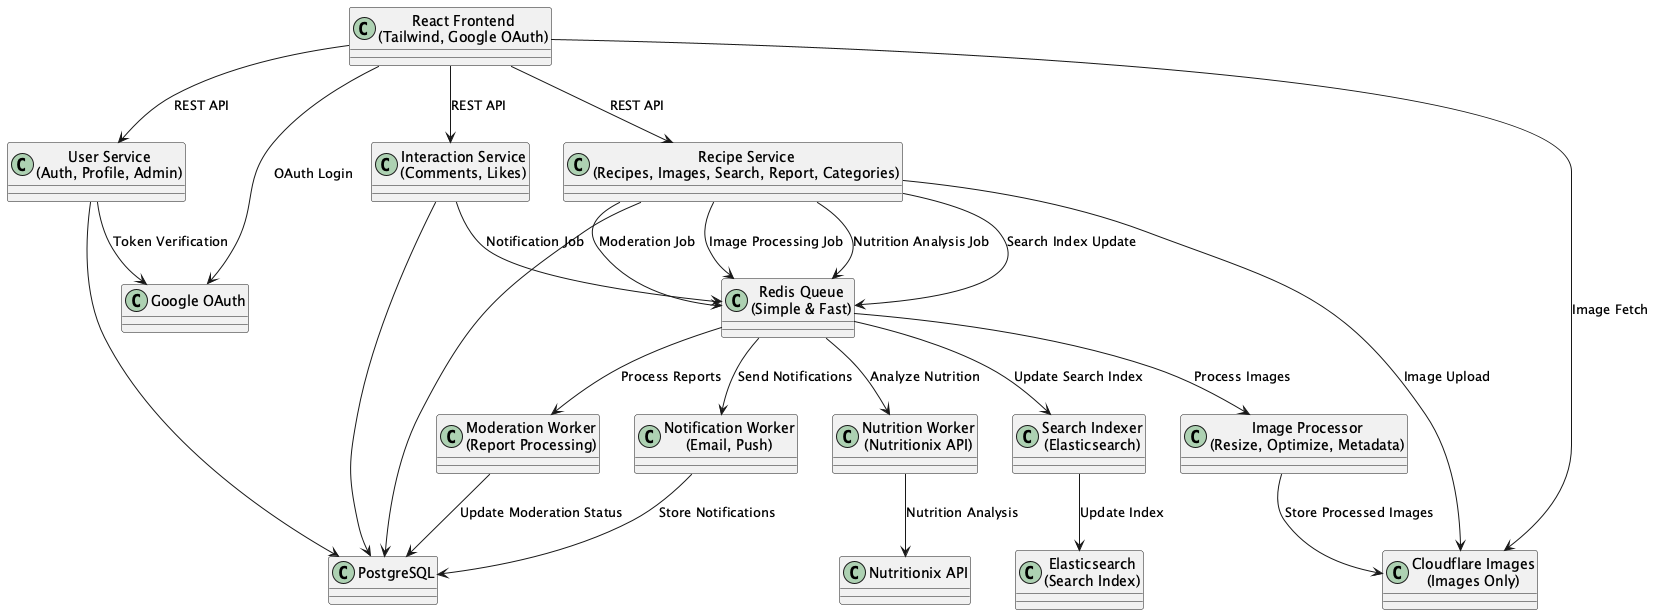 C
React Frontend
(Tailwind, Google OAuth)
REST API
REST API
REST API
C
User Service
(Auth, Profile, Admin)
C
Interaction Service
(Comments, Likes)
C
Recipe Service
(Recipes, Images, Search, Report, Categories)
OAuth Login
Token Verification
Notification Job
Moderation Job
Image Processing Job
Nutrition Analysis Job
Search Index Update
C
Google OAuth
C
Redis Queue
(Simple & Fast)
Image Fetch
Process Reports
Send Notifications
Analyze Nutrition
Update Search Index
Process Images
Image Upload
C
Moderation Worker
(Report Processing)
C
Notification Worker
(Email, Push)
C
Nutrition Worker
(Nutritionix API)
C
Search Indexer
(Elasticsearch)
C
Image Processor
(Resize, Optimize, Metadata)
Update Moderation Status
Store Notifications
Nutrition Analysis
Update Index
Store Processed Images
C
PostgreSQL
C
Nutritionix API
C
Elasticsearch
(Search Index)
C
Cloudflare Images
(Images Only)